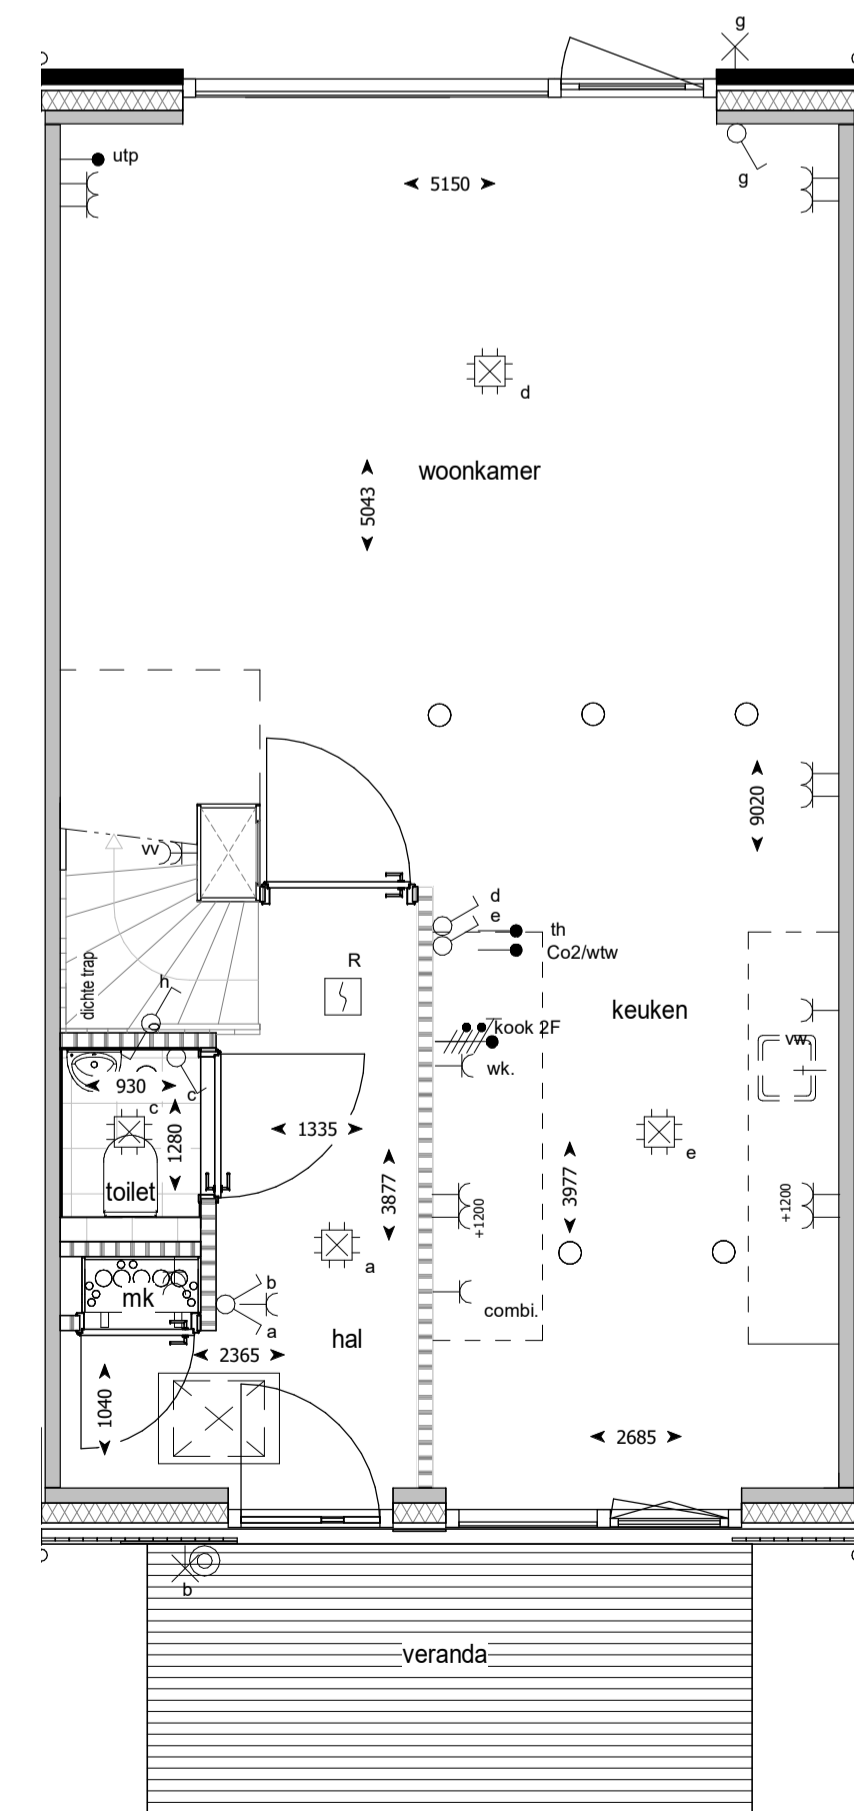 g
utp
g
5150
d
woonkamer
5043
9020
vv
d
e
th
Co2/wtw
dichte trap
R
h
keuken
kook 2F
vw.
wk.
930
c
c
1280
1335
e
toilet
3877
3977
+1200
+1200
a
b
mk
combi.
a
hal
2365
1040
2685
b
veranda